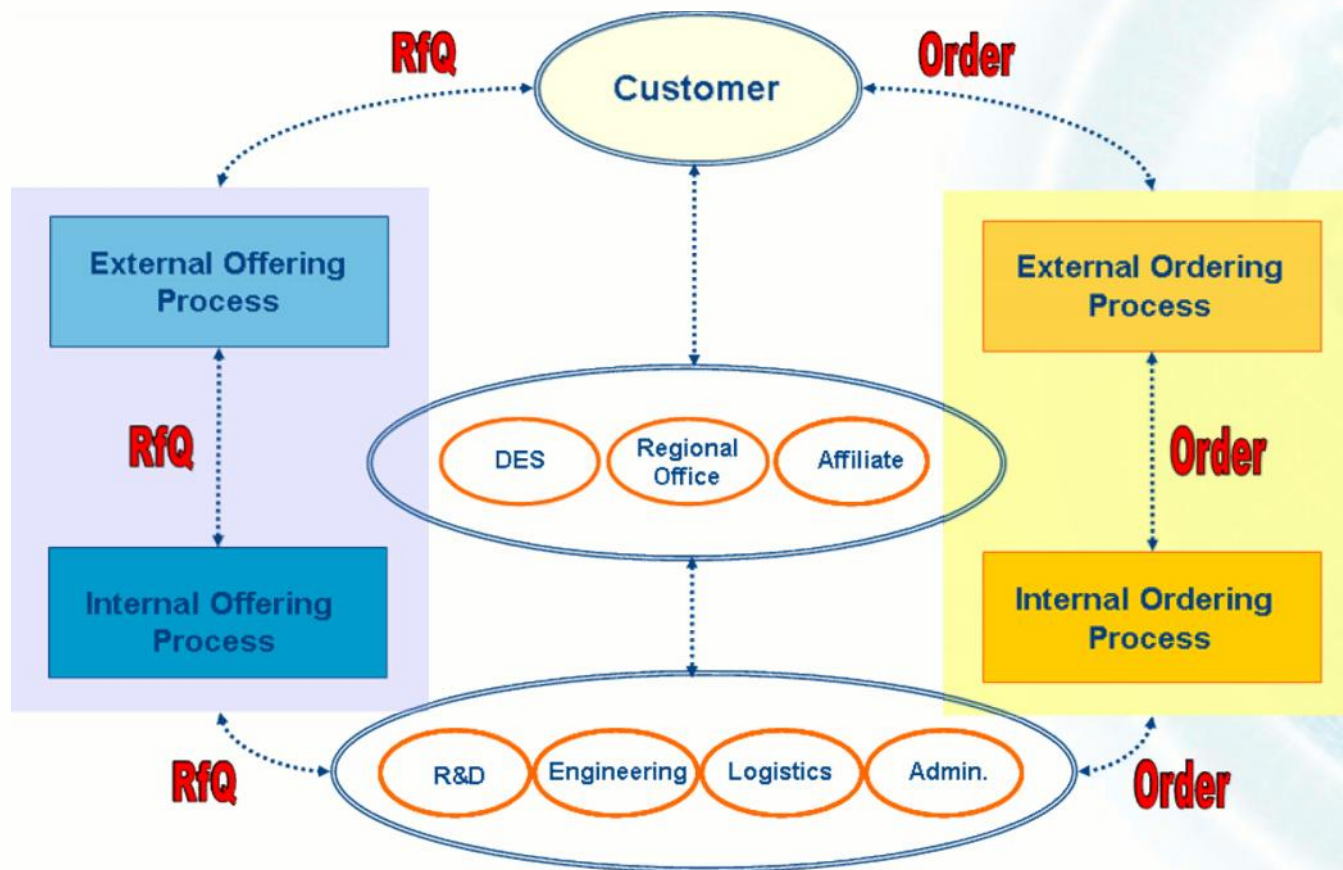 RfQ
Order
Customer
External Offering
Process
External Ordering
Process
RfQ
Order
DES
Regional
Office
Affiliate
Internal Offering
Process
Internal Ordering
Process
RfQ
R&D
Engineering
Logistics
Admin.
Order